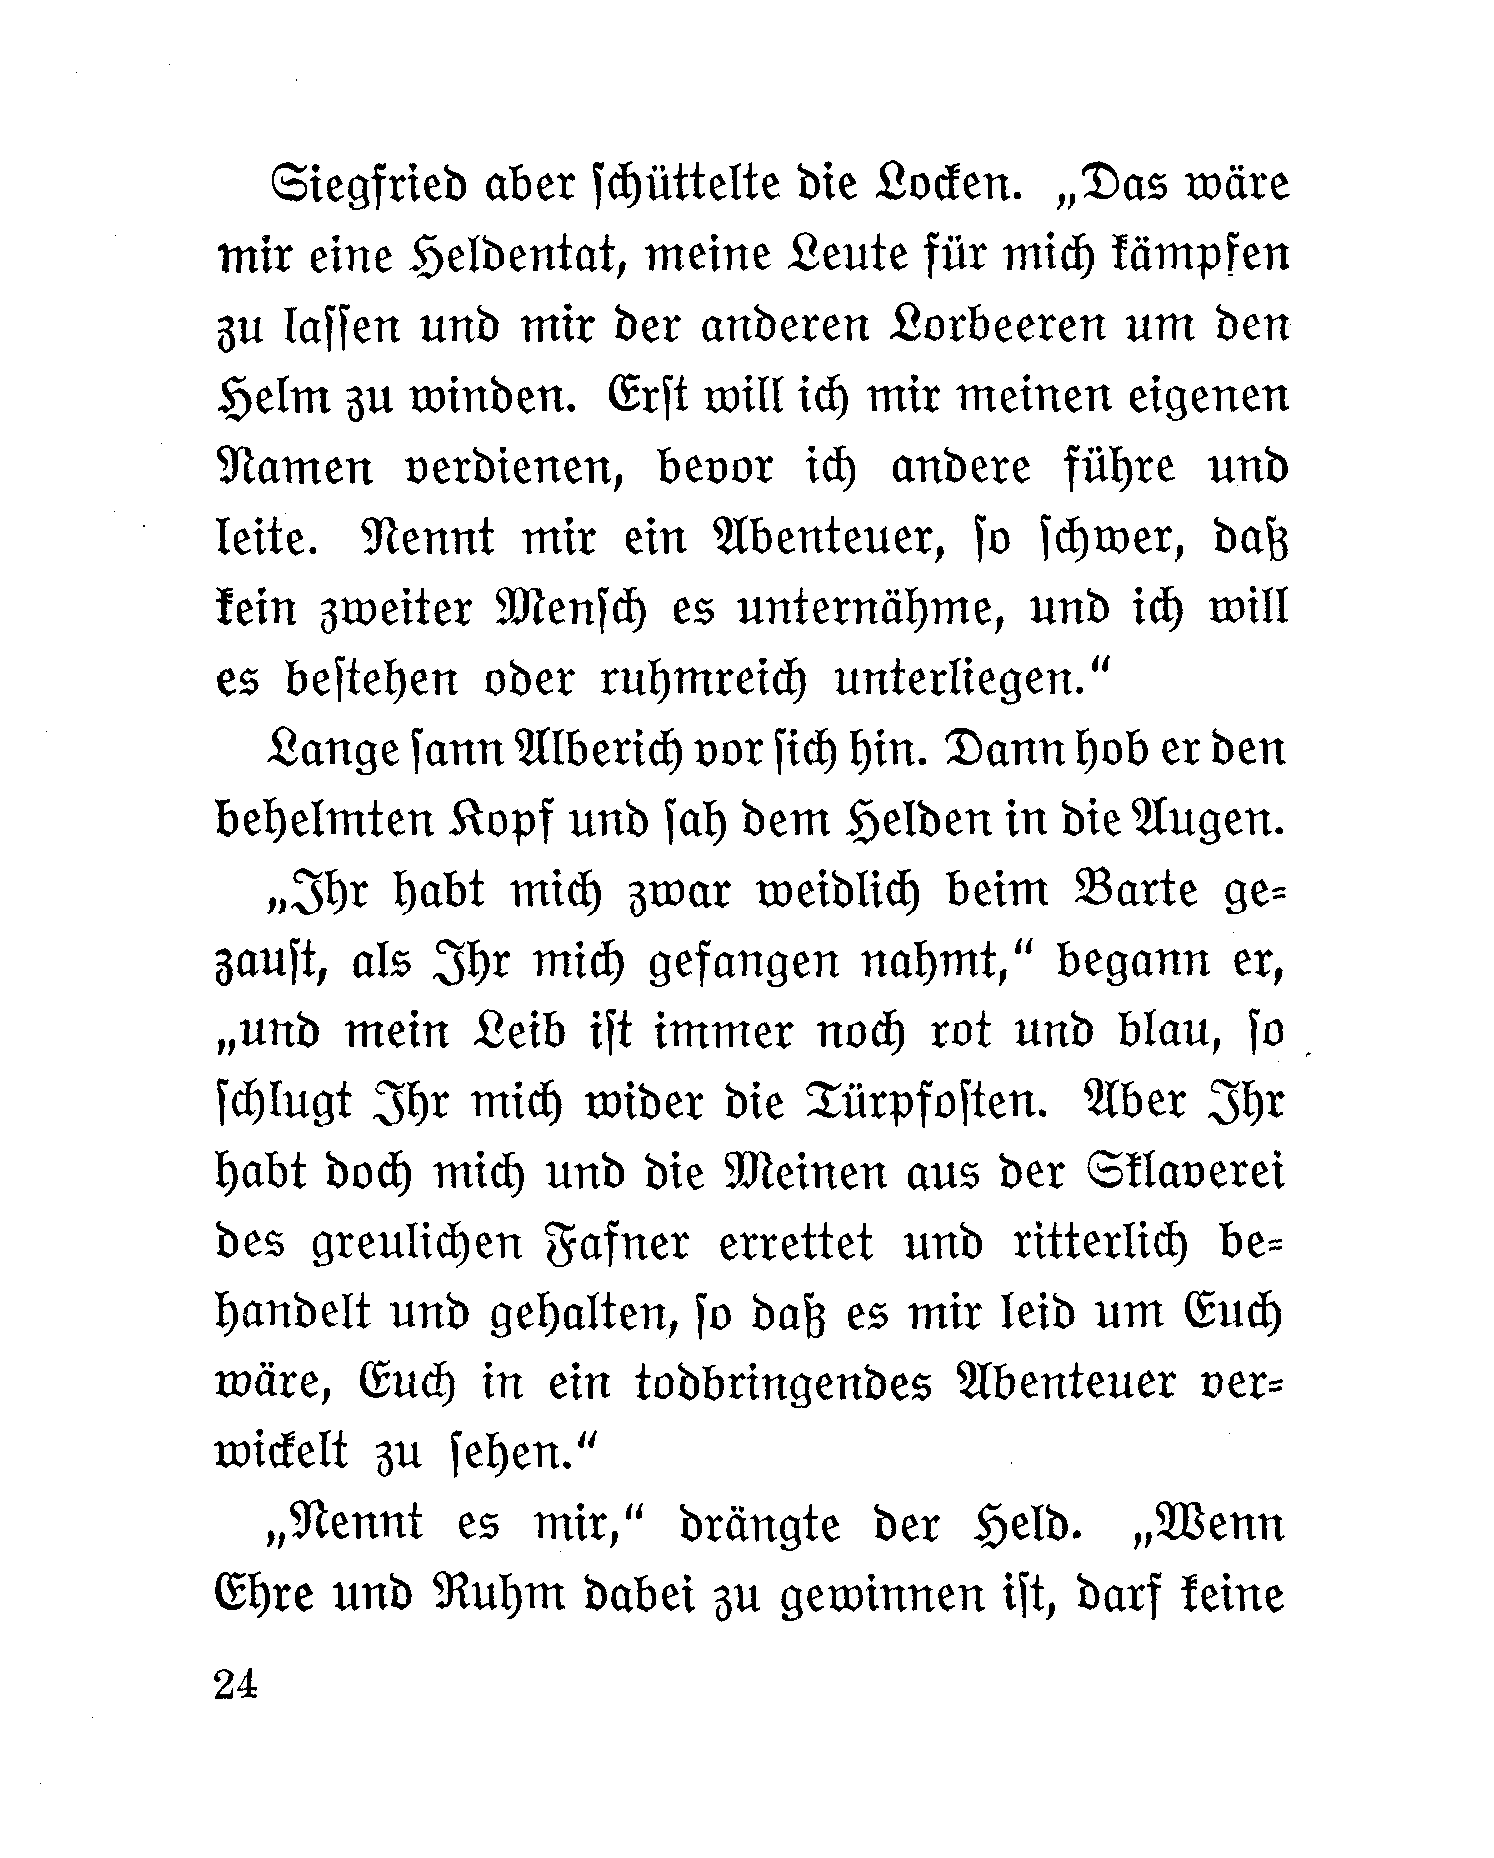 Siegfried aber ſchüttelte die Locken. „Das wäre
mir eine Heldentat, meine Leute für mich kämpfen
zu laſſen und mir der anderen Lorbeeren um den
Helm zu winden. Erſt will ich mir meinen eigenen
Namen verdienen, bevor ich andere führe und
leite. Nennt mir ein Abenteuer, ſo ſchwer, daß
kein zweiter Menſch es unternähme, und ich will
es beſtehen oder ruhmreich unterliegen.“
Lange ſann Alberich vor ſich hin. Dann hob er den
behelmten Kopf und ſah dem Helden in die Augen.
„Ihr habt mich zwar weidlich beim Barte ge=
zauſt, als Ihr mich gefangen nahmt,“ begann er,
„und mein Leib iſt immer noch rot und blau, ſo
ſchlugt Ihr mich wider die Türpfoſten. Aber Ihr
habt doch mich und die Meinen aus der Sklaverei
des greulichen Fafner errettet und ritterlich be=
handelt und gehalten, ſo daß es mir leid um Euch
wäre, Euch in ein todbringendes Abenteuer ver=
wickelt zu ſehen.“
„Nennt es mir,“ drängte der Held. „Wenn
Ehre und Ruhm dabei zu gewinnen iſt, darf keine
24